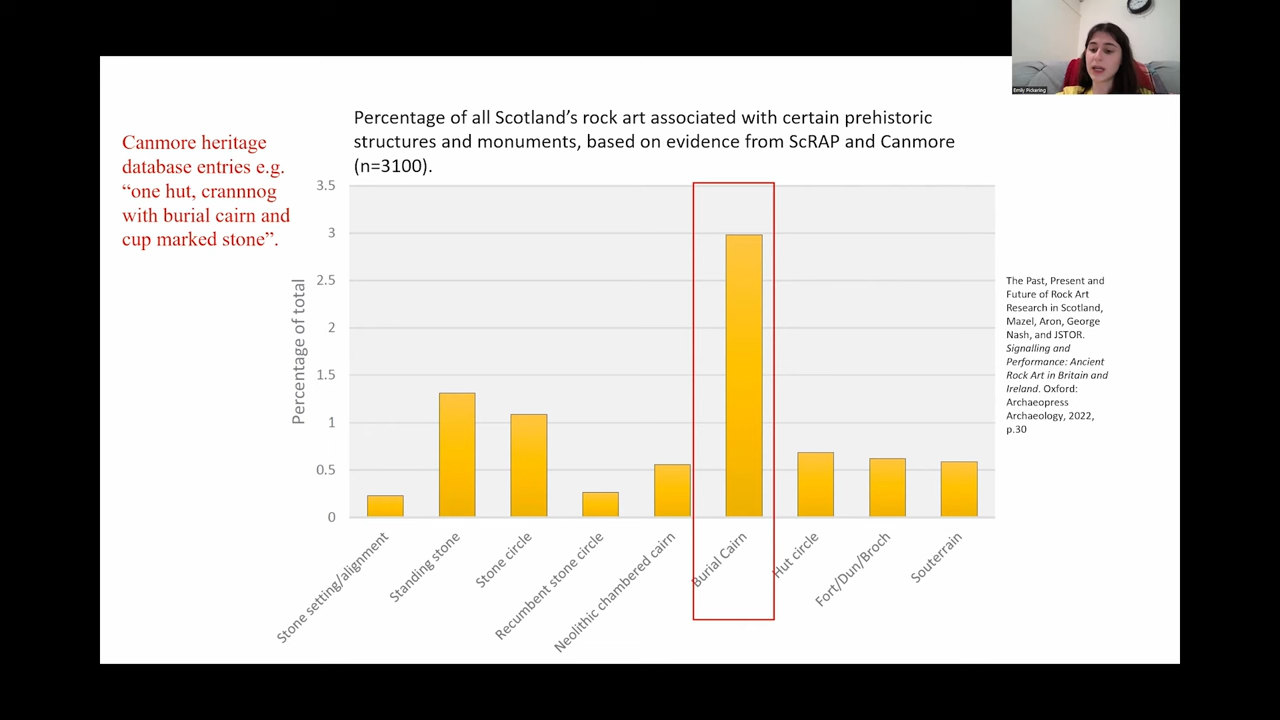 Emily Pickering
Percentage of all Scotland's rock art associated with certain prehistoric
structures and monuments, based on evidence from ScRAP and Canmore
(n=3100).
Canmore heritage
database entries e.g.
“one hut, crannnog
with burial cairn and
cup marked stone”.
Percentage of total
3.5
3
2.5
2
1.5
1
0.5
0
Stone setting/alignment
Standing stone
Stone circle
Recumbent stone circle
Neolithic chambered cairn
Burial Cairn
Hut circle
Fort/Dun/Broch
Souterrain
The Past, Present and
Future of Rock Art
Research in Scotland,
Mazel, Aron, George
Nash, and JSTOR.
Signalling and
Performance: Ancient
Rock Art in Britain and
Ireland. Oxford:
Archaeopress
Archaeology, 2022,
p.30